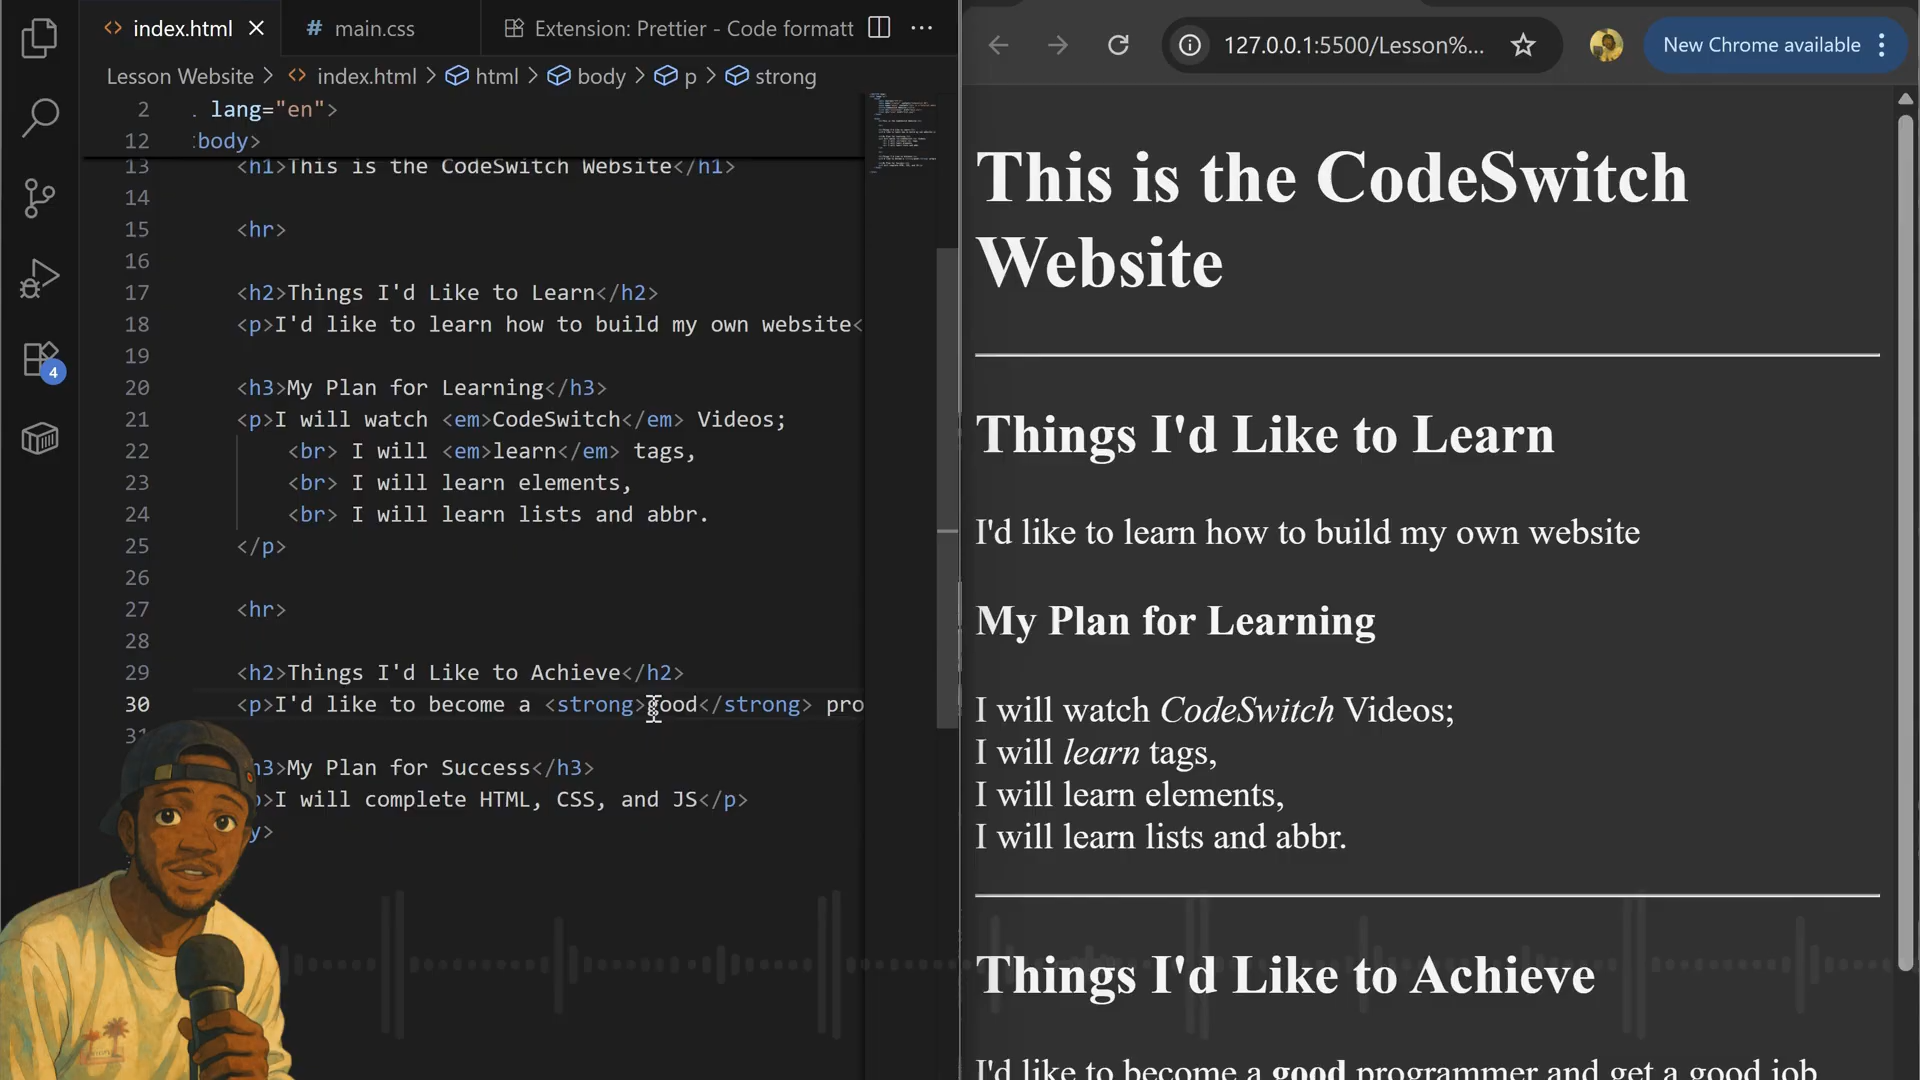 index.html
main.css
Extension: Prettier - Code formatt
Lesson Website > index.html > html > body > p > strong
2 lang="en">
12 body>
13 <h1>This is the CodeSwitch Website</h1>
14
15 <hr>
16
17 <h2>Things I'd Like to Learn</h2>
18 <p>I'd like to learn how to build my own website<
19
20 <h3>My Plan for Learning</h3>
21 <p>I will watch <em>CodeSwitch</em> Videos;
22 <br> I will <em>learn</em> tags,
23 <br> I will learn elements,
24 <br> I will learn lists and abbr.
25 </p>
26
27 <hr>
28
29 <h2>Things I'd Like to Achieve</h2>
30 <p>I'd like to become a <strong>good</strong> pro
31
h3>My Plan for Success</h3>
p>I will complete HTML, CSS, and JS</p>
y>
4
127.0.0.1:5500/Lesson%...
New Chrome available
This is the CodeSwitch
Website
Things I'd Like to Learn
I'd like to learn how to build my own website
My Plan for Learning
I will watch CodeSwitch Videos;
I will learn tags,
I will learn elements,
I will learn lists and abbr.
Things I'd Like to Achieve
I'd like to become a good programmer and get a good job